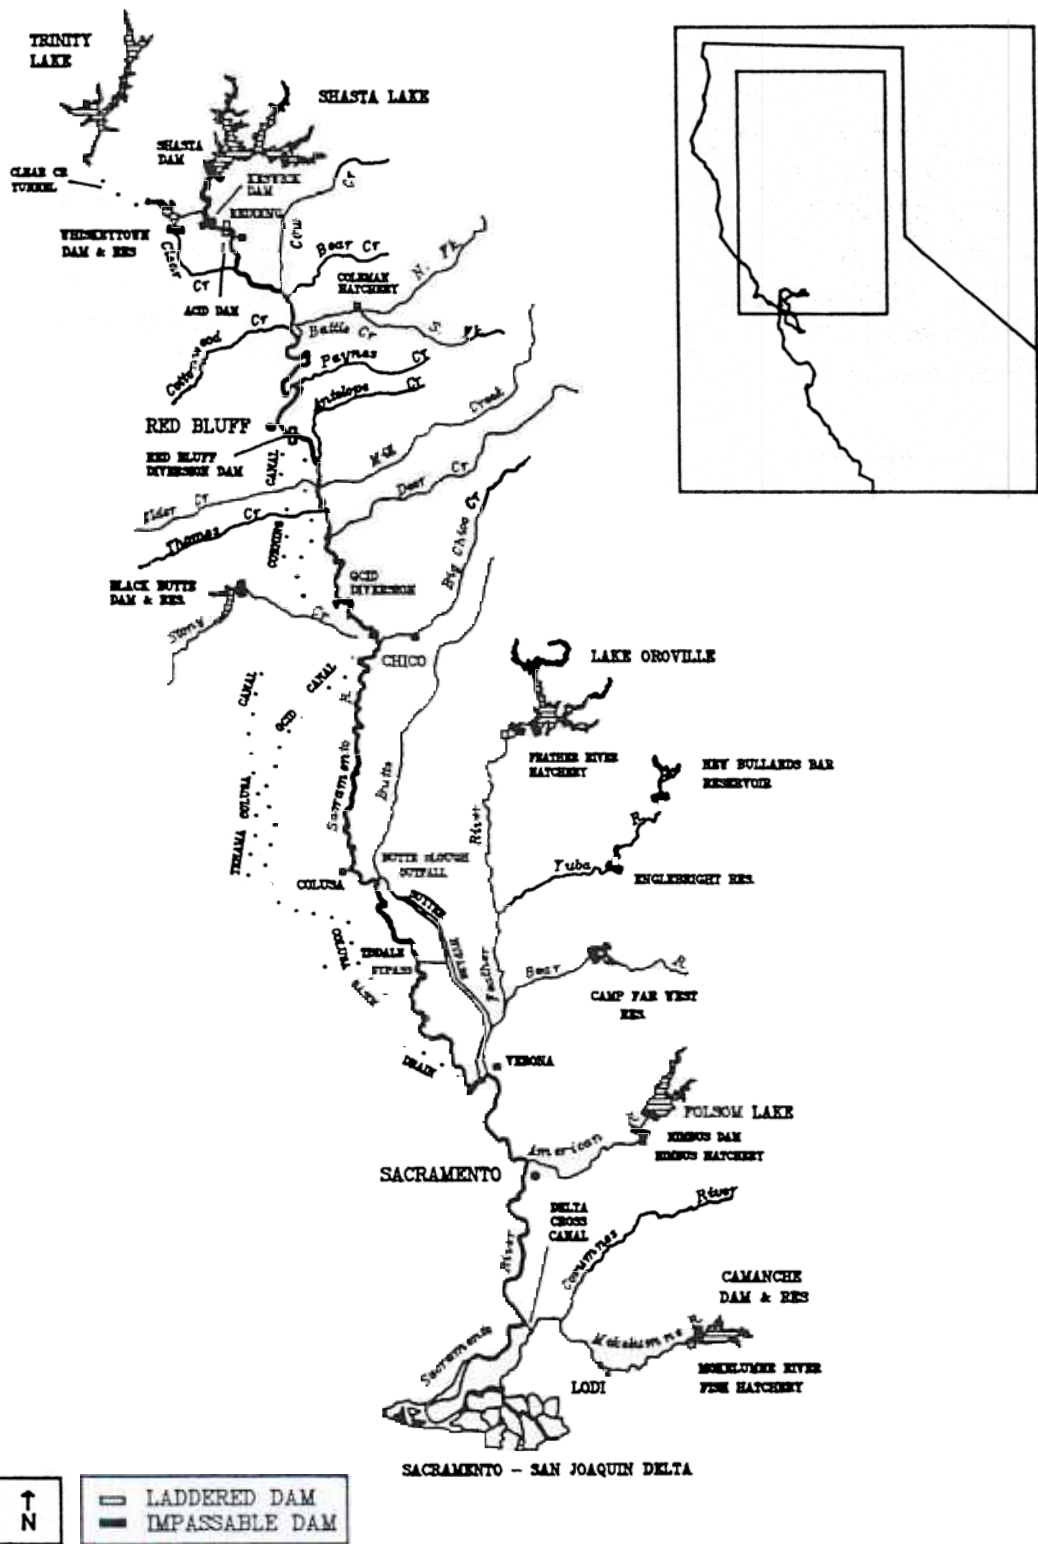 TRINITY
LAKE
SHASTA LAKE
SHASTA
DAM
CLEAR CR
TUNNEL
KESWICK
DAM
REDDING
WHISKEYTOWN
DAM & RES
Clear
Cr
Cow
Cr
Bear Cr
COLEMAN
HATCHERY
N. Fk
ACID DAM
Cottonwood
Cr
Battle Cr
S. Fk
Paynes Cr
Antelope Cr
RED BLUFF
RED BLUFF
DIVERSION DAM
CANAL
Mill Creek
Deer Cr
Elder Cr
Thomes Cr
CORNING
Big Chico Cr
BLACK BUTTE
DAM & RES.
GCID
DIVERSION
Stony
Cr
CHICO
LAKE OROVILLE
CANAL
CANAL
GCID
R.
FEATHER RIVER
HATCHERY
NEW BULLARDS BAR
RESERVOIR
Sacramento
Butte
River
R.
TEHAMA COLUSA
BUTTE SLOUGH
OUTFALL
Yuba
ENGLEBRIGHT RES.
COLUSA
SUTTER
BYPASS
COLUSA
TISDALE
BYPASS
Feather
Bear
R
CAMP FAR WEST
RES.
DRAIN
VERONA
FOLSOM LAKE
American
R
NIMBUS DAM
NIMBUS HATCHERY
SACRAMENTO
DELTA
CROSS
CANAL
River
River
Cosumnes
CAMANCHE
DAM & RES
Sacramento
Mokelumne R
LODI
MOKELUMNE RIVER
FISH HATCHERY
SACRAMENTO - SAN JOAQUIN DELTA
N
LADDERED DAM
IMPASSABLE DAM